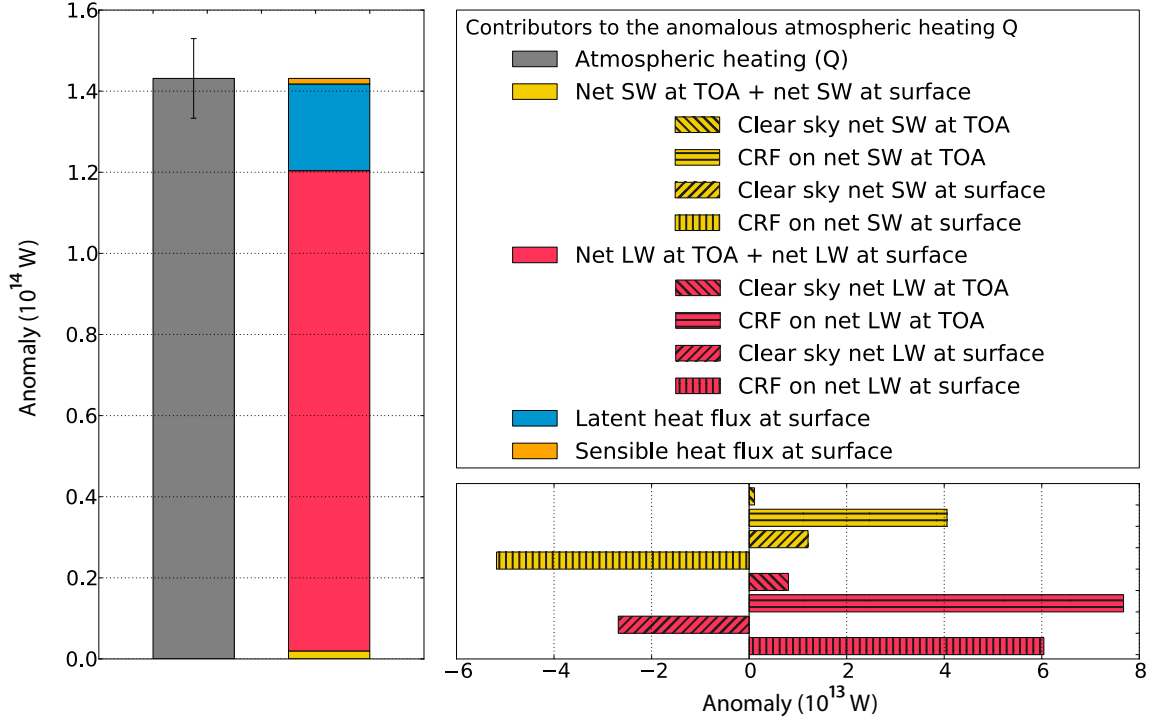 1.6
1.4
1.2
1.0
0.8
0.6
0.4
0.2
0.0
Anomaly (10^14 W)
Contributors to the anomalous atmospheric heating Q
Atmospheric heating (Q)
Net SW at TOA + net SW at surface
Clear sky net SW at TOA
CRF on net SW at TOA
Clear sky net SW at surface
CRF on net SW at surface
Net LW at TOA + net LW at surface
Clear sky net LW at TOA
CRF on net LW at TOA
Clear sky net LW at surface
CRF on net LW at surface
Latent heat flux at surface
Sensible heat flux at surface
−6 −4 −2 0 2 4 6 8
Anomaly (10^13 W)